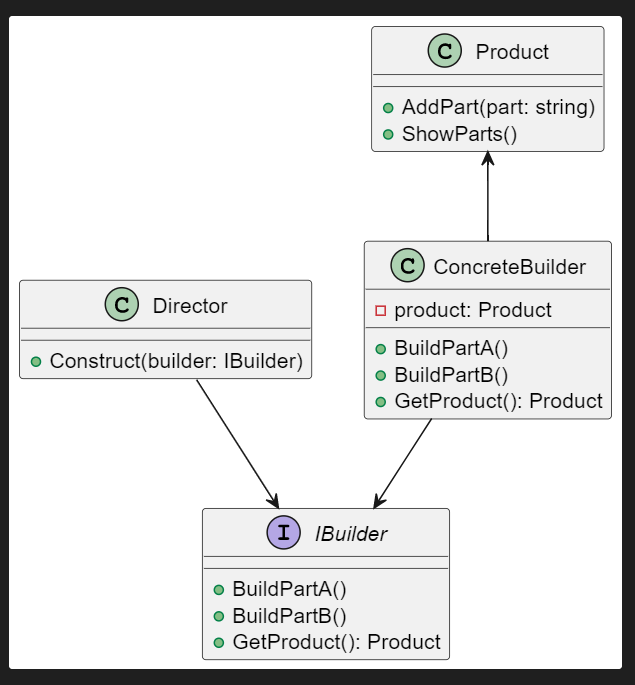 C Product
AddPart(part: string)
ShowParts()
C ConcreteBuilder
product: Product
BuildPartA()
BuildPartB()
GetProduct(): Product
C Director
Construct(builder: IBuilder)
I IBuilder
BuildPartA()
BuildPartB()
GetProduct(): Product